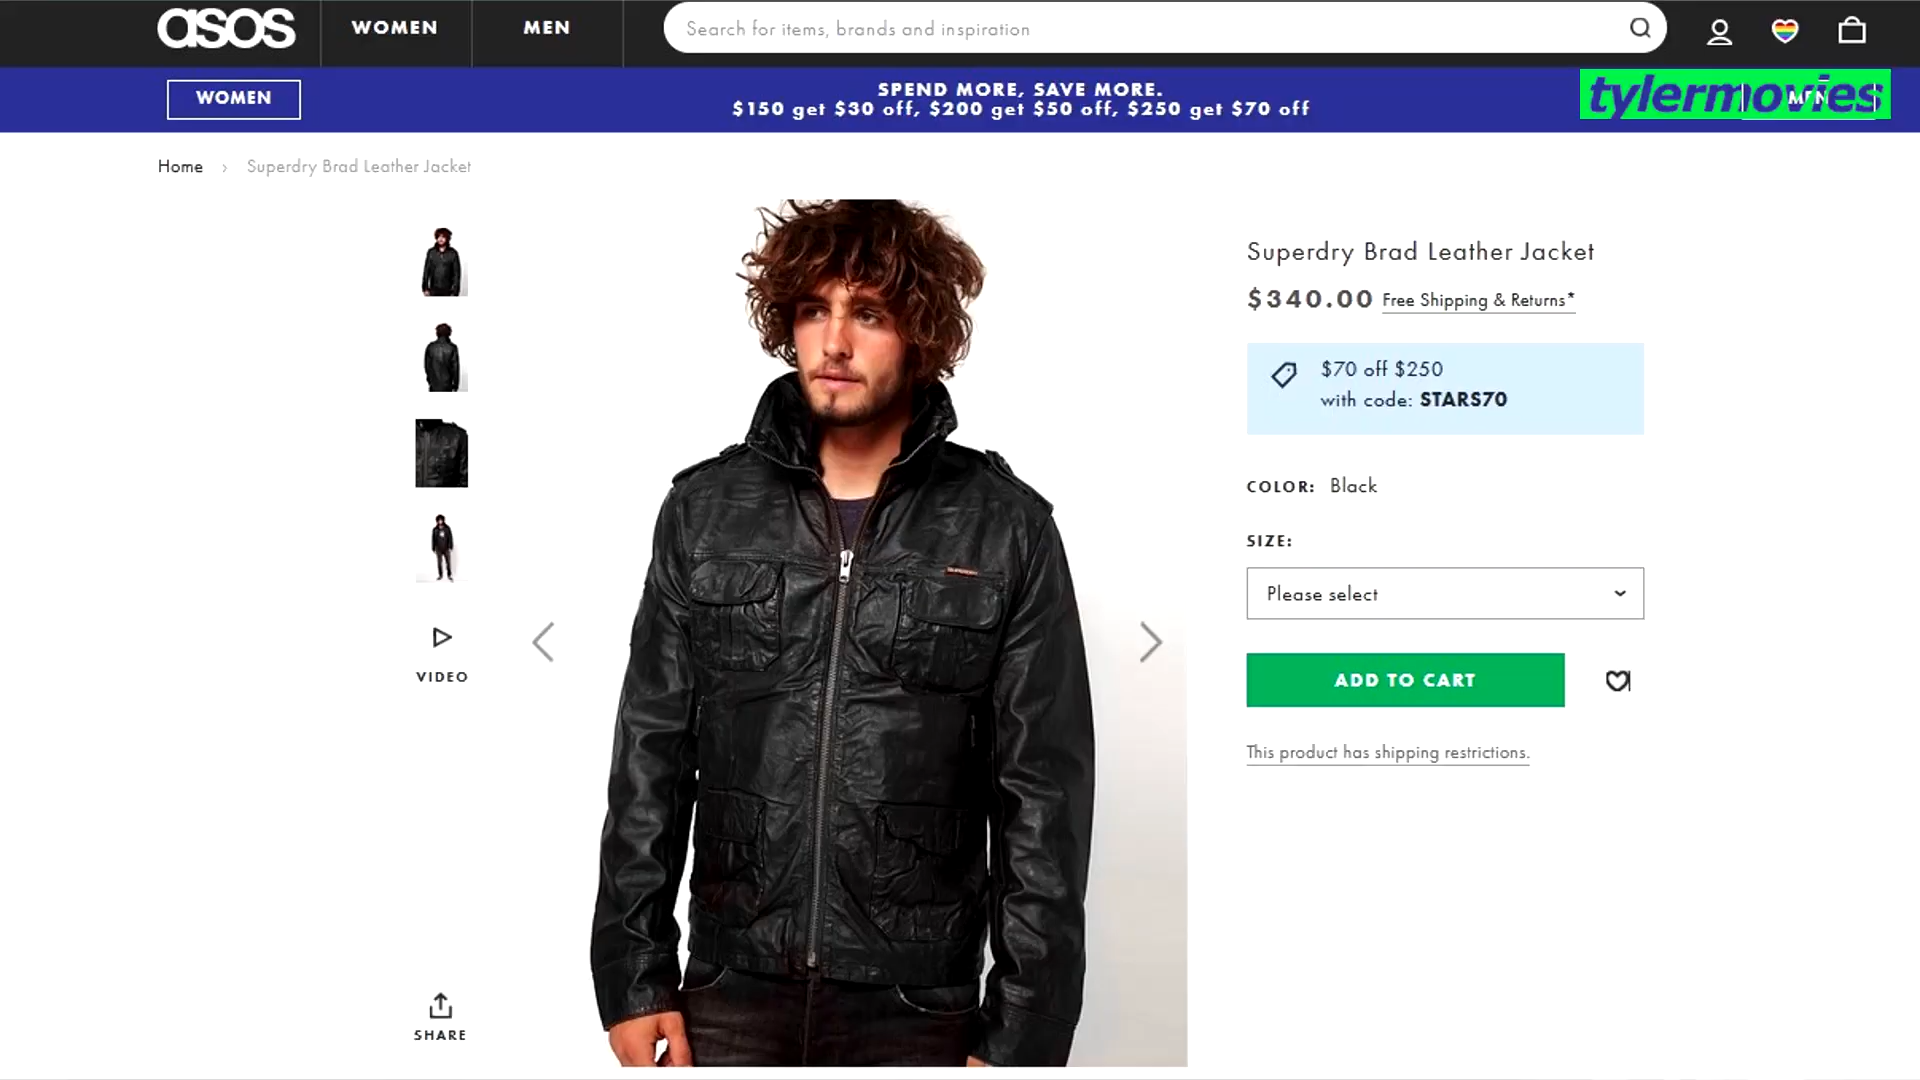 asos
WOMEN
MEN
Search for items, brands and inspiration
WOMEN
SPEND MORE, SAVE MORE.
$150 get $30 off, $200 get $50 off, $250 get $70 off
MEN
tylermovies
Home › Superdry Brad Leather Jacket
Superdry Brad Leather Jacket
$340.00 Free Shipping & Returns*
$70 off $250
with code: STARS70
COLOR: Black
SIZE:
Please select
ADD TO CART
This product has shipping restrictions.
VIDEO
SHARE